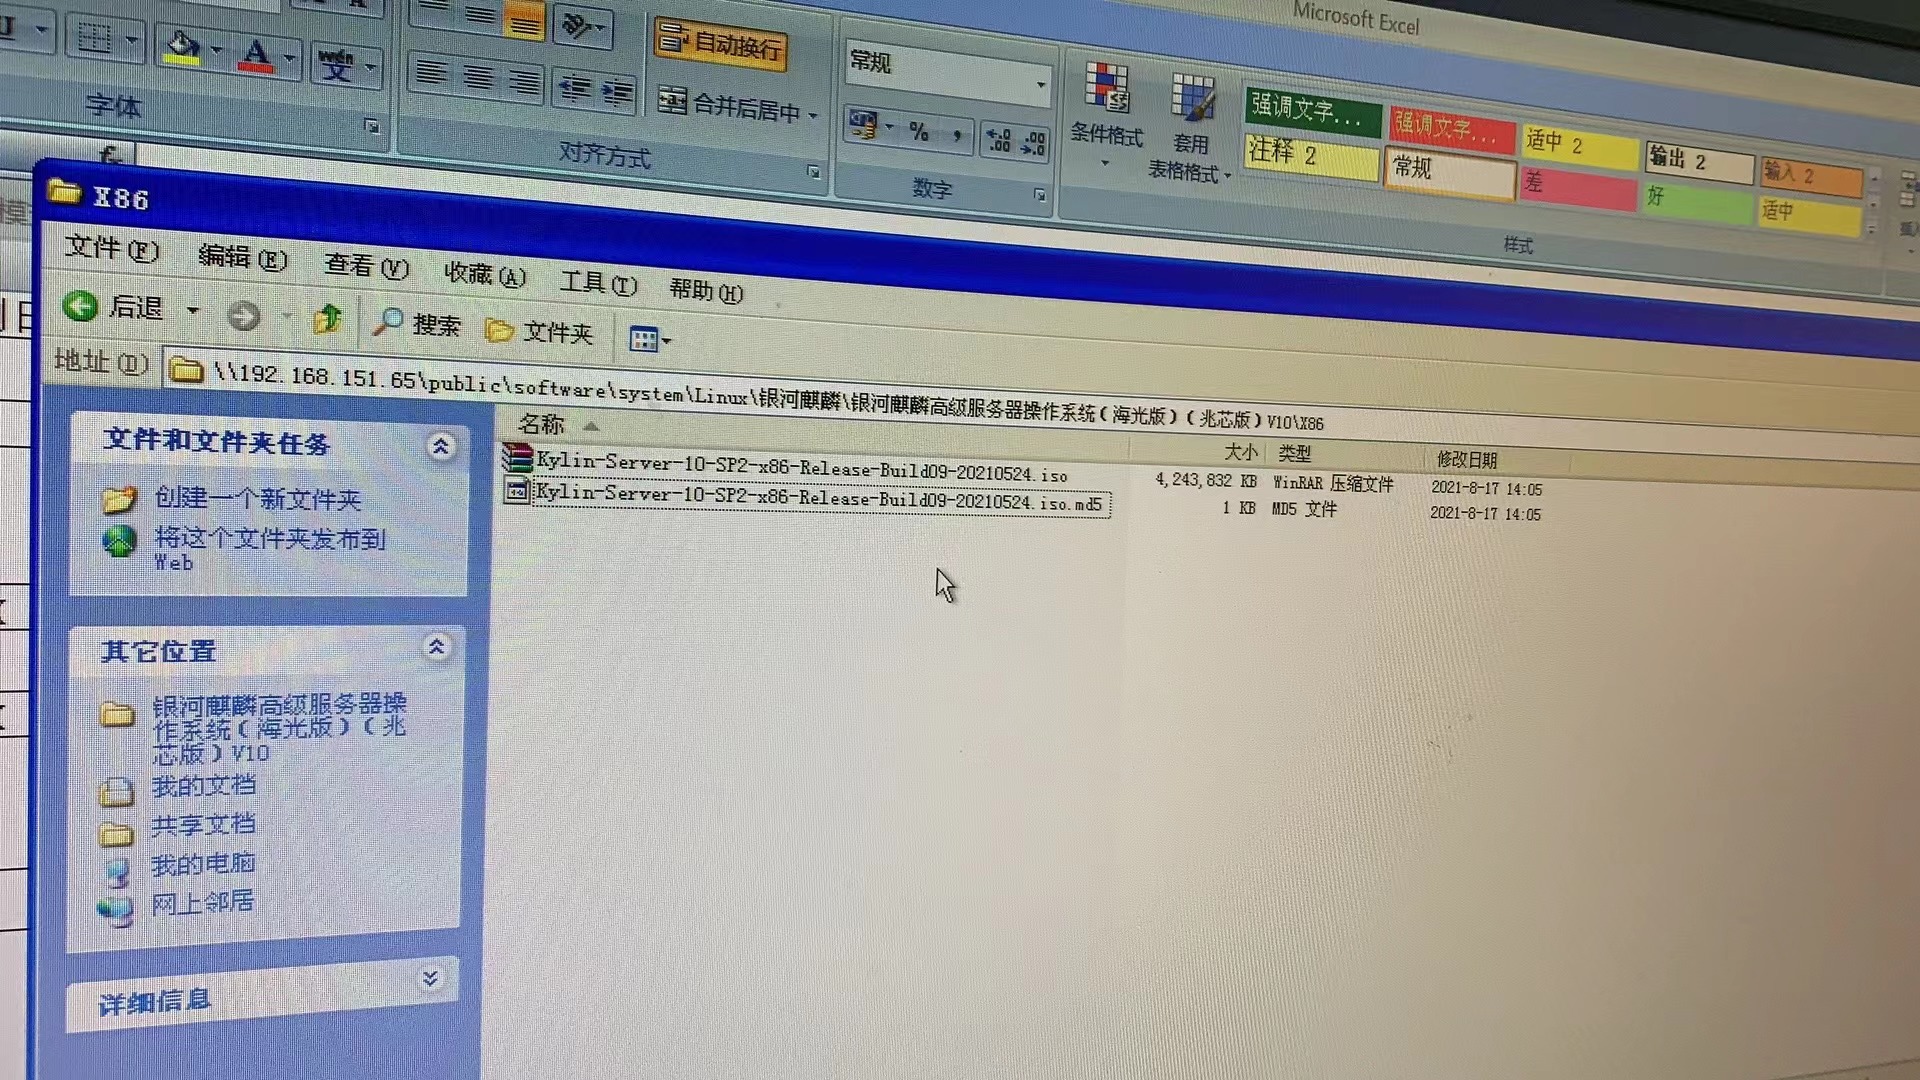 Microsoft Excel
自动换行
常规
合并后居中
% ,
条件格式
套用
表格格式
强调文字...
强调文字...
适中 2
输出 2
输入 2
注释 2
常规
差
好
适中
字体
对齐方式
数字
样式
X86
文件(F) 编辑(E) 查看(V) 收藏(A) 工具(T) 帮助(H)
后退 搜索 文件夹
地址(D) \\192.168.151.65\public\software\system\Linux\银河麒麟\银河麒麟高级服务器操作系统(海光版)(兆芯版)V10\X86
名称 大小 类型 修改日期
Kylin-Server-10-SP2-x86-Release-Build09-20210524.iso 4,243,832 KB WinRAR 压缩文件 2021-8-17 14:05
Kylin-Server-10-SP2-x86-Release-Build09-20210524.iso.md5 1 KB MD5 文件 2021-8-17 14:05
文件和文件夹任务
创建一个新文件夹
将这个文件夹发布到
Web
其它位置
银河麒麟高级服务器操
作系统(海光版)(兆
芯版)V10
我的文档
共享文档
我的电脑
网上邻居
详细信息